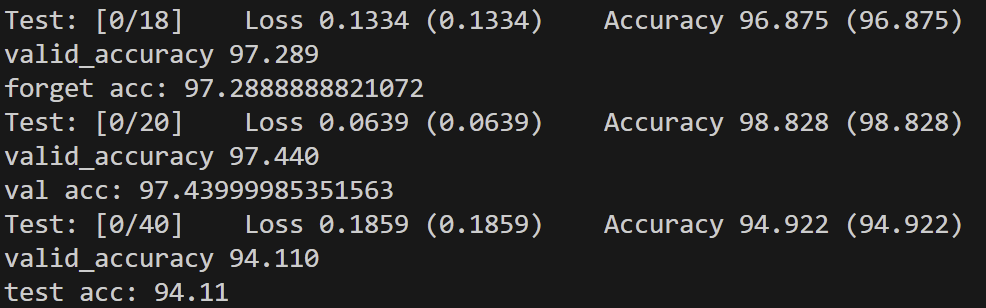 Test: [0/18]    Loss 0.1334 (0.1334)    Accuracy 96.875 (96.875)
valid_accuracy 97.289
forget acc: 97.2888888821072
Test: [0/20]    Loss 0.0639 (0.0639)    Accuracy 98.828 (98.828)
valid_accuracy 97.440
val acc: 97.43999985351563
Test: [0/40]    Loss 0.1859 (0.1859)    Accuracy 94.922 (94.922)
valid_accuracy 94.110
test acc: 94.11